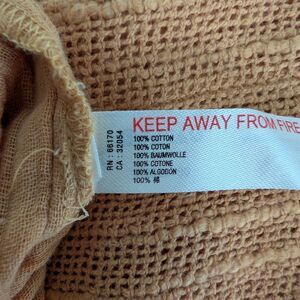 KEEP AWAY FROM FIRE
100% COTTON
100% COTON
100% BAUMWOLLE
100% COTONE
100% ALGODÓN
100% 棉
RN : 66170
CA : 32054